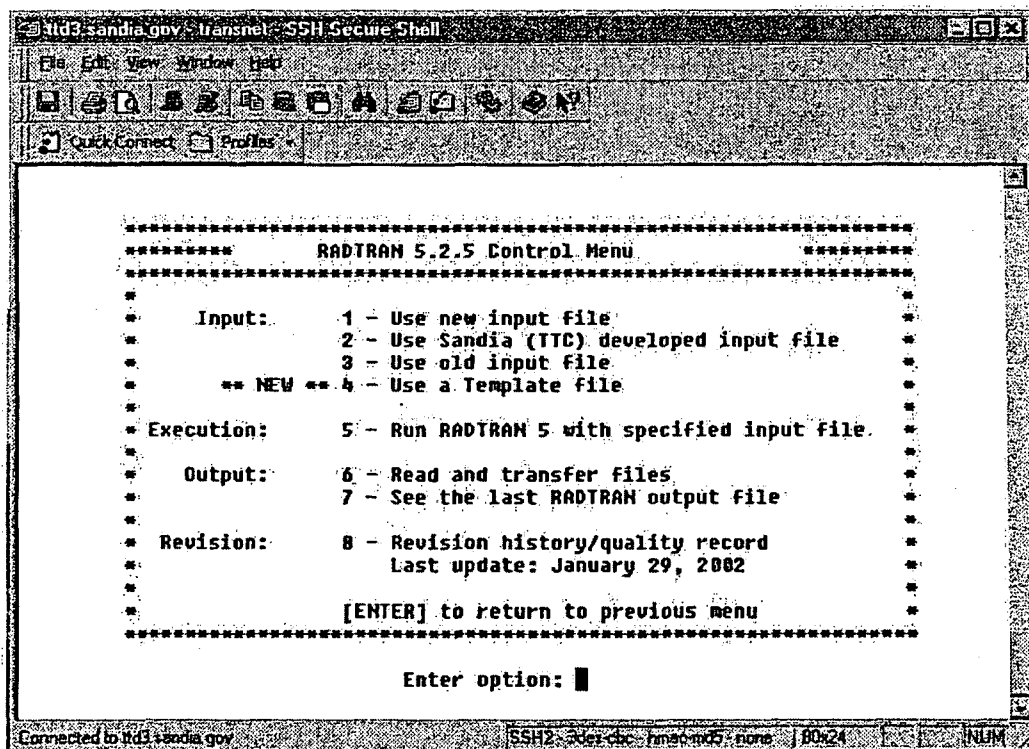 ttd3.sandia.gov - transnet - SSH Secure Shell
File Edit View Window Help
Quick Connect Profiles
******************************************************************
********* RADTRAN 5.2.5 Control Menu *********
******************************************************************
* *
* Input: 1 - Use new input file *
* 2 - Use Sandia (TTC) developed input file *
* 3 - Use old input file *
* ** NEW ** 4 - Use a Template file *
* *
* Execution: 5 - Run RADTRAN 5 with specified input file. *
* *
* Output: 6 - Read and transfer files *
* 7 - See the last RADTRAN output file *
* *
* Revision: 8 - Revision history/quality record *
* Last update: January 29, 2002 *
* *
* [ENTER] to return to previous menu *
******************************************************************
Enter option:
Connected to ttd3.sandia.gov SSH2 - 3des-cbc - hmac-md5 - none 80x24 NUM